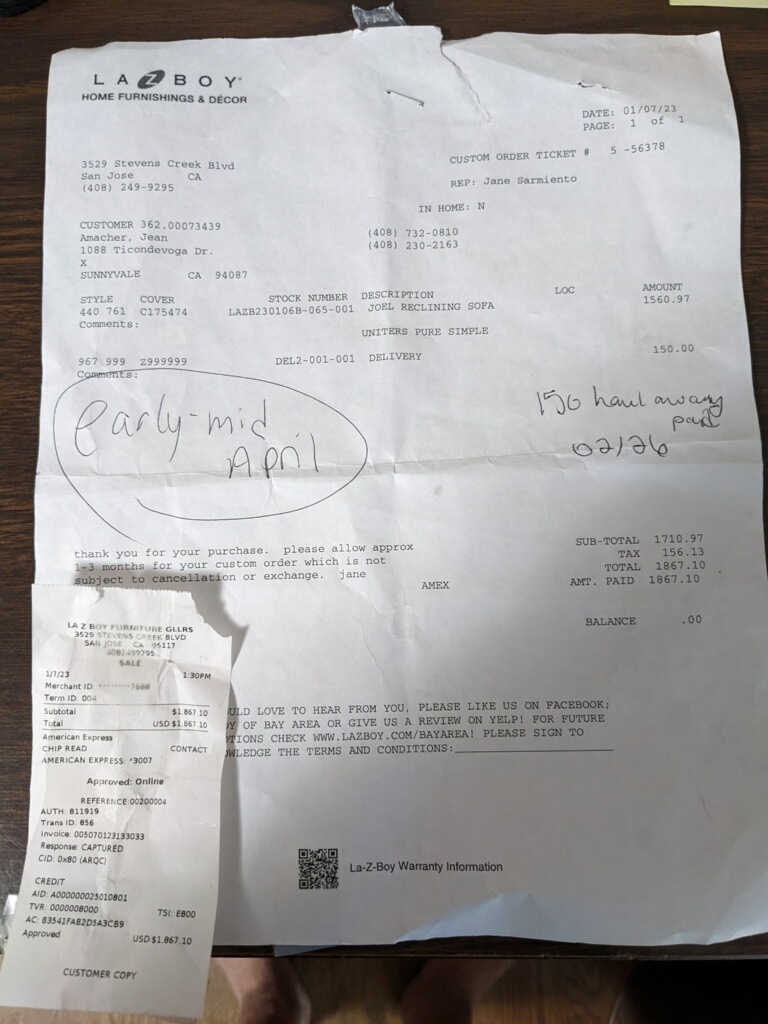 LA Z BOY
HOME FURNISHINGS & DÉCOR
DATE: 01/07/23
PAGE: 1 of 1
3529 Stevens Creek Blvd
San Jose CA
(408) 249-9295
CUSTOM ORDER TICKET # 5 -56378
REP: Jane Sarmiento
IN HOME: N
CUSTOMER 362.00073439
Amacher, Jean
1088 Ticondevoga Dr.
X
SUNNYVALE CA 94087
(408) 732-0810
(408) 230-2163
STYLE COVER STOCK NUMBER DESCRIPTION LOC AMOUNT
440 761 C175474 LAZB230106B-065-001 JOEL RECLINING SOFA 1560.97
Comments:
UNITERS PURE SIMPLE
967 999 Z999999 DEL2-001-001 DELIVERY 150.00
Comments:
early-mid
April
150 haul away
paid
02/26
thank you for your purchase. please allow approx
1-3 months for your custom order which is not
subject to cancellation or exchange. jane
AMEX
SUB-TOTAL 1710.97
TAX 156.13
TOTAL 1867.10
AMT. PAID 1867.10
BALANCE .00
ULD LOVE TO HEAR FROM YOU, PLEASE LIKE US ON FACEBOOK;
Y OF BAY AREA OR GIVE US A REVIEW ON YELP! FOR FUTURE
TIONS CHECK WWW.LAZBOY.COM/BAYAREA! PLEASE SIGN TO
WLEDGE THE TERMS AND CONDITIONS:
La-Z-Boy Warranty Information
LA Z BOY FURNITURE GLLRS
3529 STEVENS CREEK BLVD
SAN JOSE, CA 95117
4082499295
SALE
1/7/23 1:30PM
Merchant ID ********7600
Term ID: 004
Subtotal $1,867.10
Total USD $1,867.10
American Express
CHIP READ CONTACT
AMERICAN EXPRESS: *3007
Approved: Online
REFERENCE:00200004
AUTH: 811919
Trans ID: 856
Invoice: 005070123133033
Response: CAPTURED
CID: 0x80 (ARQC)
CREDIT
AID: A000000025010801
TVR: 0000008000 TSI: E800
AC: B3541FAB2D5A3CB9
Approved USD $1,867.10
CUSTOMER COPY